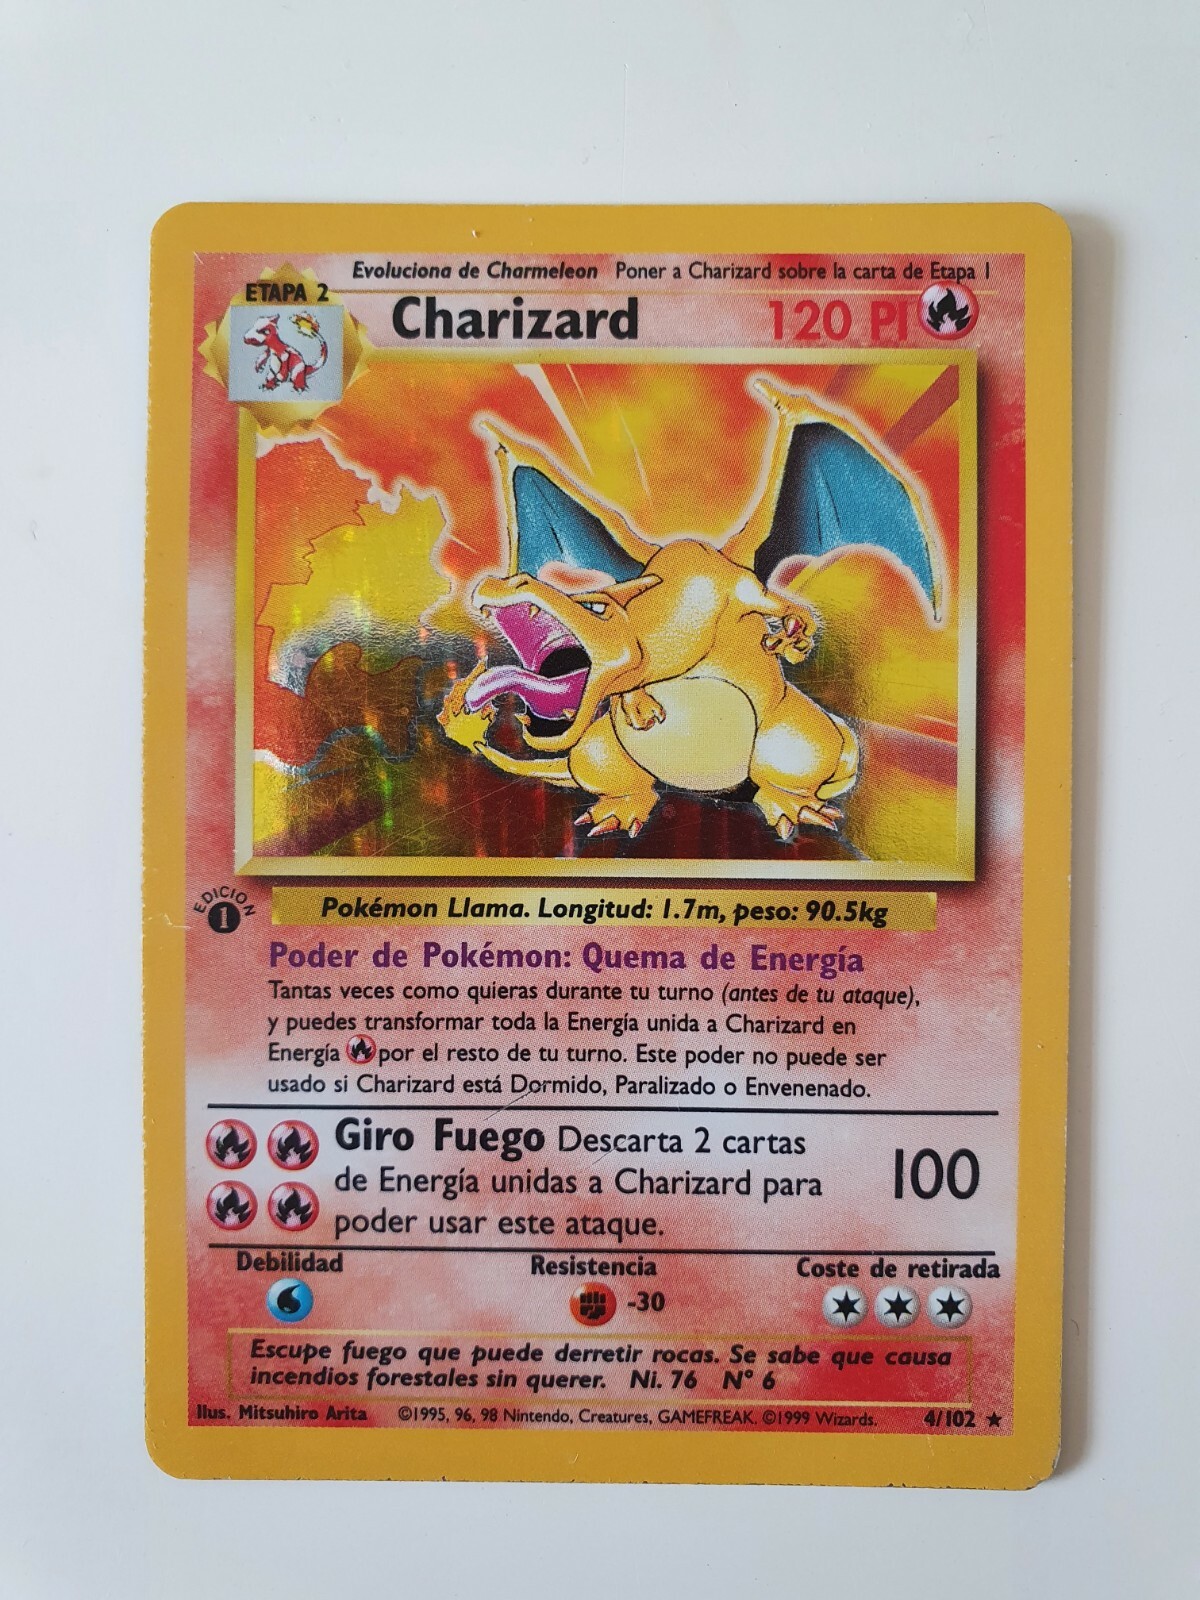 Evoluciona de Charmeleon Poner a Charizard sobre la carta de Etapa 1
ETAPA 2
Charizard 120 PI
EDICION
1
Pokémon Llama. Longitud: 1.7m, peso: 90.5kg
Poder de Pokémon: Quema de Energía
Tantas veces como quieras durante tu turno (antes de tu ataque),
y puedes transformar toda la Energía unida a Charizard en
Energía por el resto de tu turno. Este poder no puede ser
usado si Charizard está Dormido, Paralizado o Envenenado.
Giro Fuego Descarta 2 cartas
de Energía unidas a Charizard para
poder usar este ataque.
100
Debilidad Resistencia Coste de retirada
-30
Escupe fuego que puede derretir rocas. Se sabe que causa
incendios forestales sin querer. Ni. 76 N° 6
Ilus. Mitsuhiro Arita ©1995, 96, 98 Nintendo, Creatures, GAMEFREAK. ©1999 Wizards. 4/102 ★